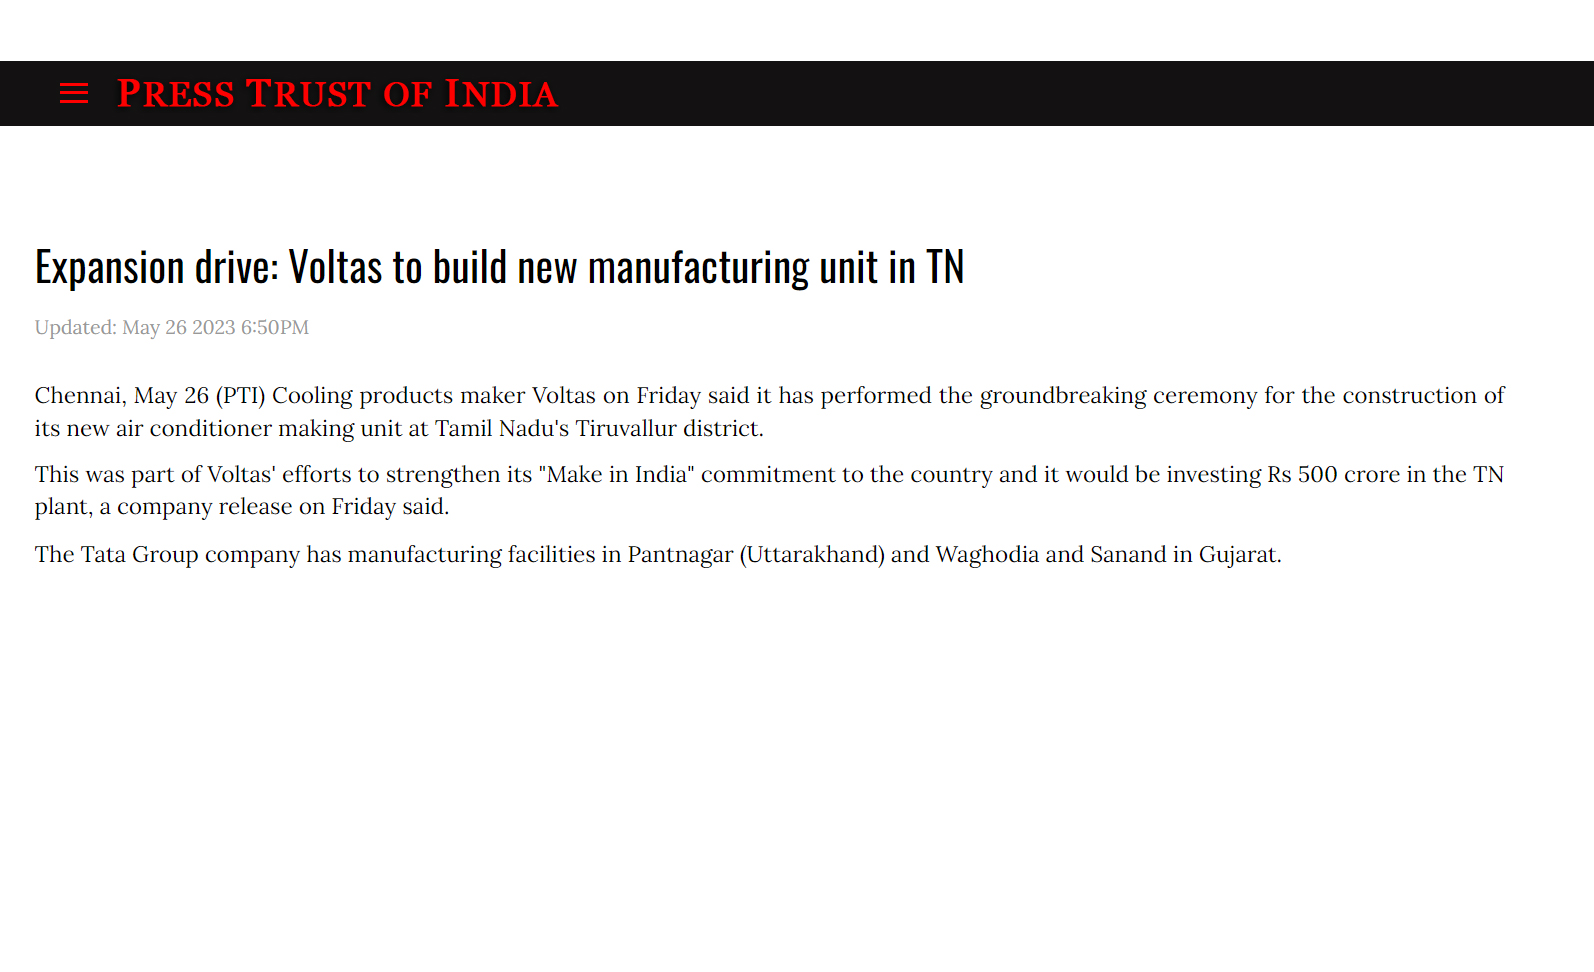 PRESS TRUST OF INDIA
Expansion drive: Voltas to build new manufacturing unit in TN
Updated: May 26 2023 6:50PM
Chennai, May 26 (PTI) Cooling products maker Voltas on Friday said it has performed the groundbreaking ceremony for the construction of
its new air conditioner making unit at Tamil Nadu's Tiruvallur district.
This was part of Voltas' efforts to strengthen its "Make in India" commitment to the country and it would be investing Rs 500 crore in the TN
plant, a company release on Friday said.
The Tata Group company has manufacturing facilities in Pantnagar (Uttarakhand) and Waghodia and Sanand in Gujarat.